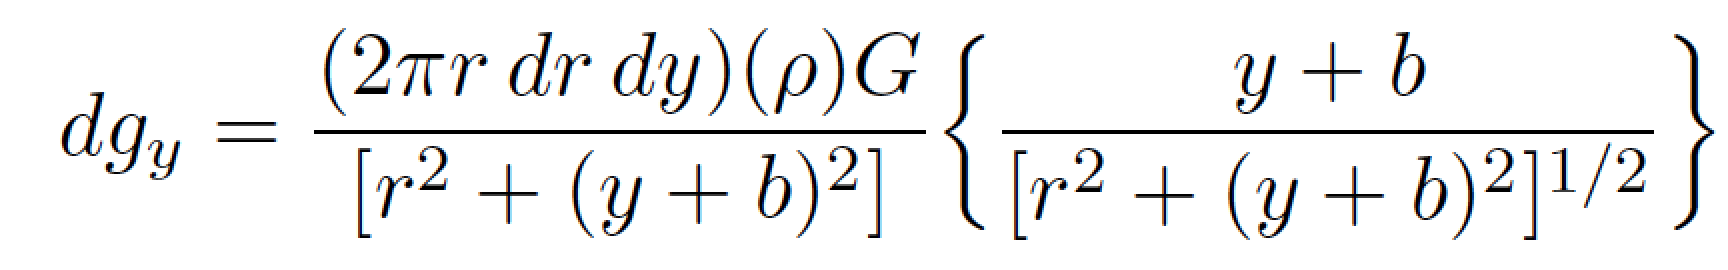 $dg_y = \frac{(2\pi r\, dr\, dy)(\rho)G}{[r^2 + (y + b)^2]} \left\{ \frac{y + b}{[r^2 + (y + b)^2]^{1/2}} \right\}$